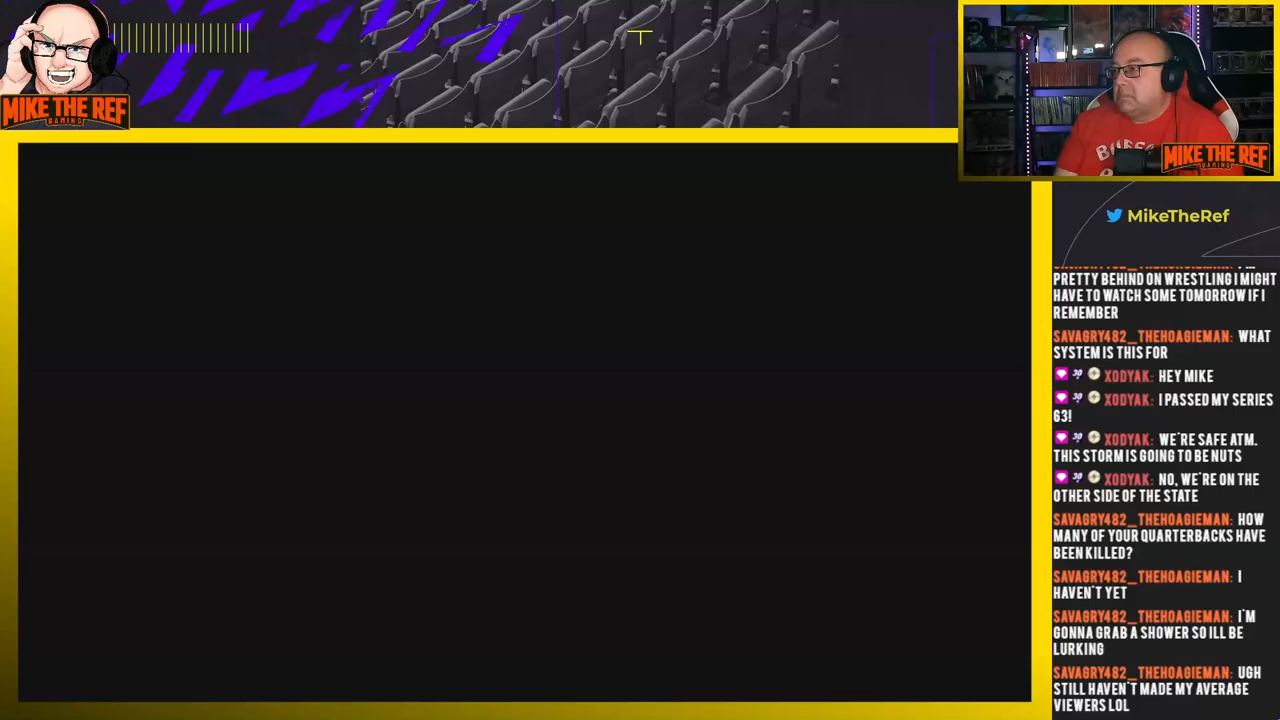 MIKE THE REF
GAMING
MIKE THE REF
GAMING
MikeTheRef
PRETTY BEHIND ON WRESTLING I MIGHT
HAVE TO WATCH SOME TOMORROW IF I
REMEMBER
SAVAGRY482_THEHOAGIEMAN: WHAT
SYSTEM IS THIS FOR
XODYAK: HEY MIKE
XODYAK: I PASSED MY SERIES
63!
XODYAK: WE'RE SAFE ATM.
THIS STORM IS GOING TO BE NUTS
XODYAK: NO, WE'RE ON THE
OTHER SIDE OF THE STATE
SAVAGRY482_THEHOAGIEMAN: HOW
MANY OF YOUR QUARTERBACKS HAVE
BEEN KILLED?
SAVAGRY482_THEHOAGIEMAN: I
HAVEN'T YET
SAVAGRY482_THEHOAGIEMAN: I'M
GONNA GRAB A SHOWER SO ILL BE
LURKING
SAVAGRY482_THEHOAGIEMAN: UGH
STILL HAVEN'T MADE MY AVERAGE
VIEWERS LOL